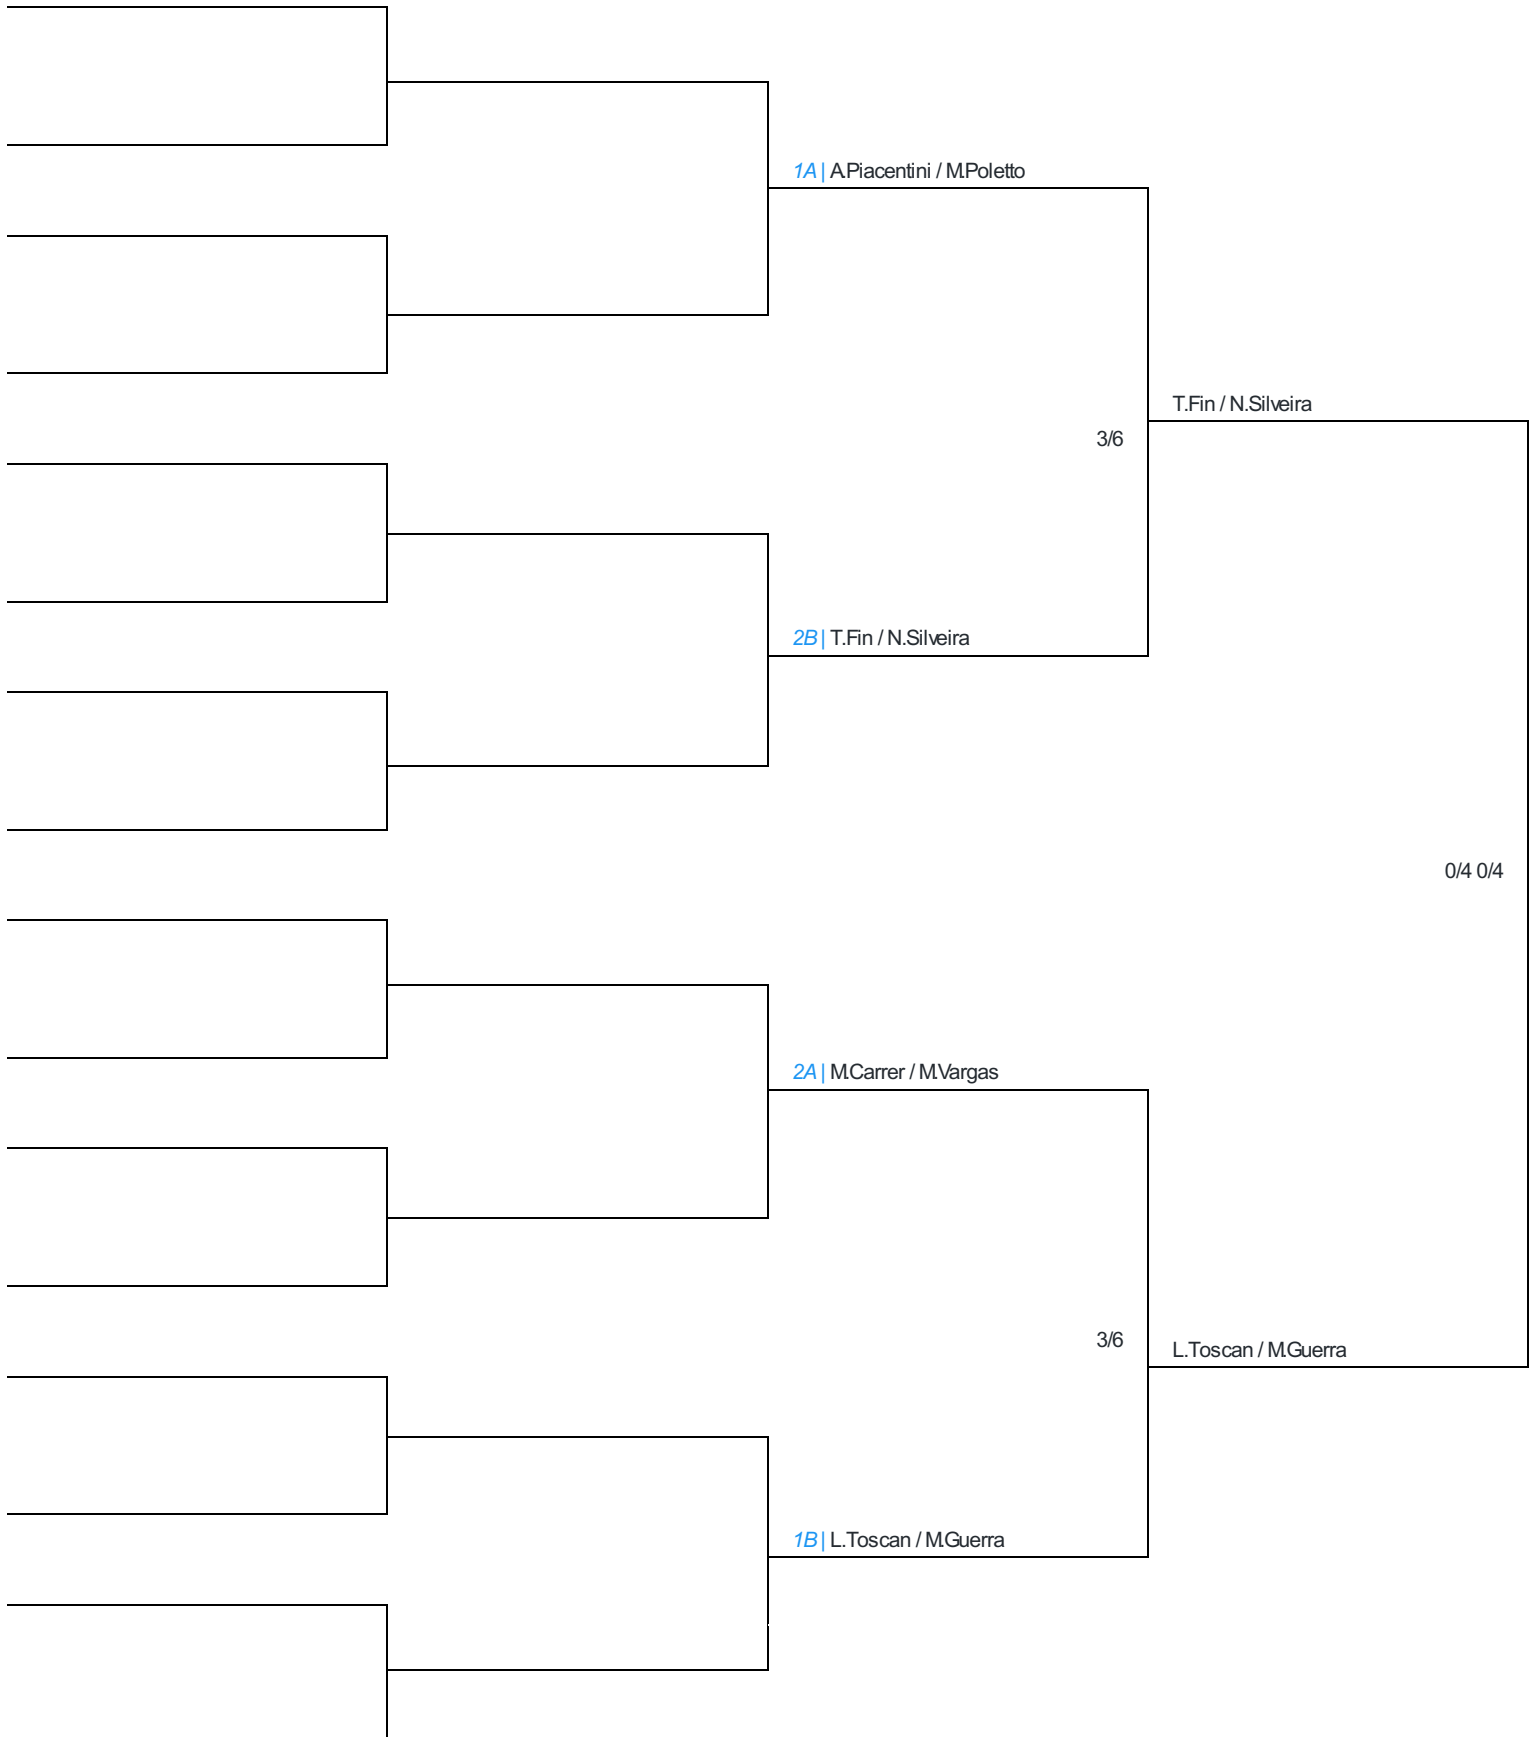 1A | A.Piacentini / M.Poletto
T.Fin / N.Silveira
3/6
2B | T.Fin / N.Silveira
0/4 0/4
2A | M.Carrer / M.Vargas
3/6
L.Toscan / M.Guerra
1B | L.Toscan / M.Guerra